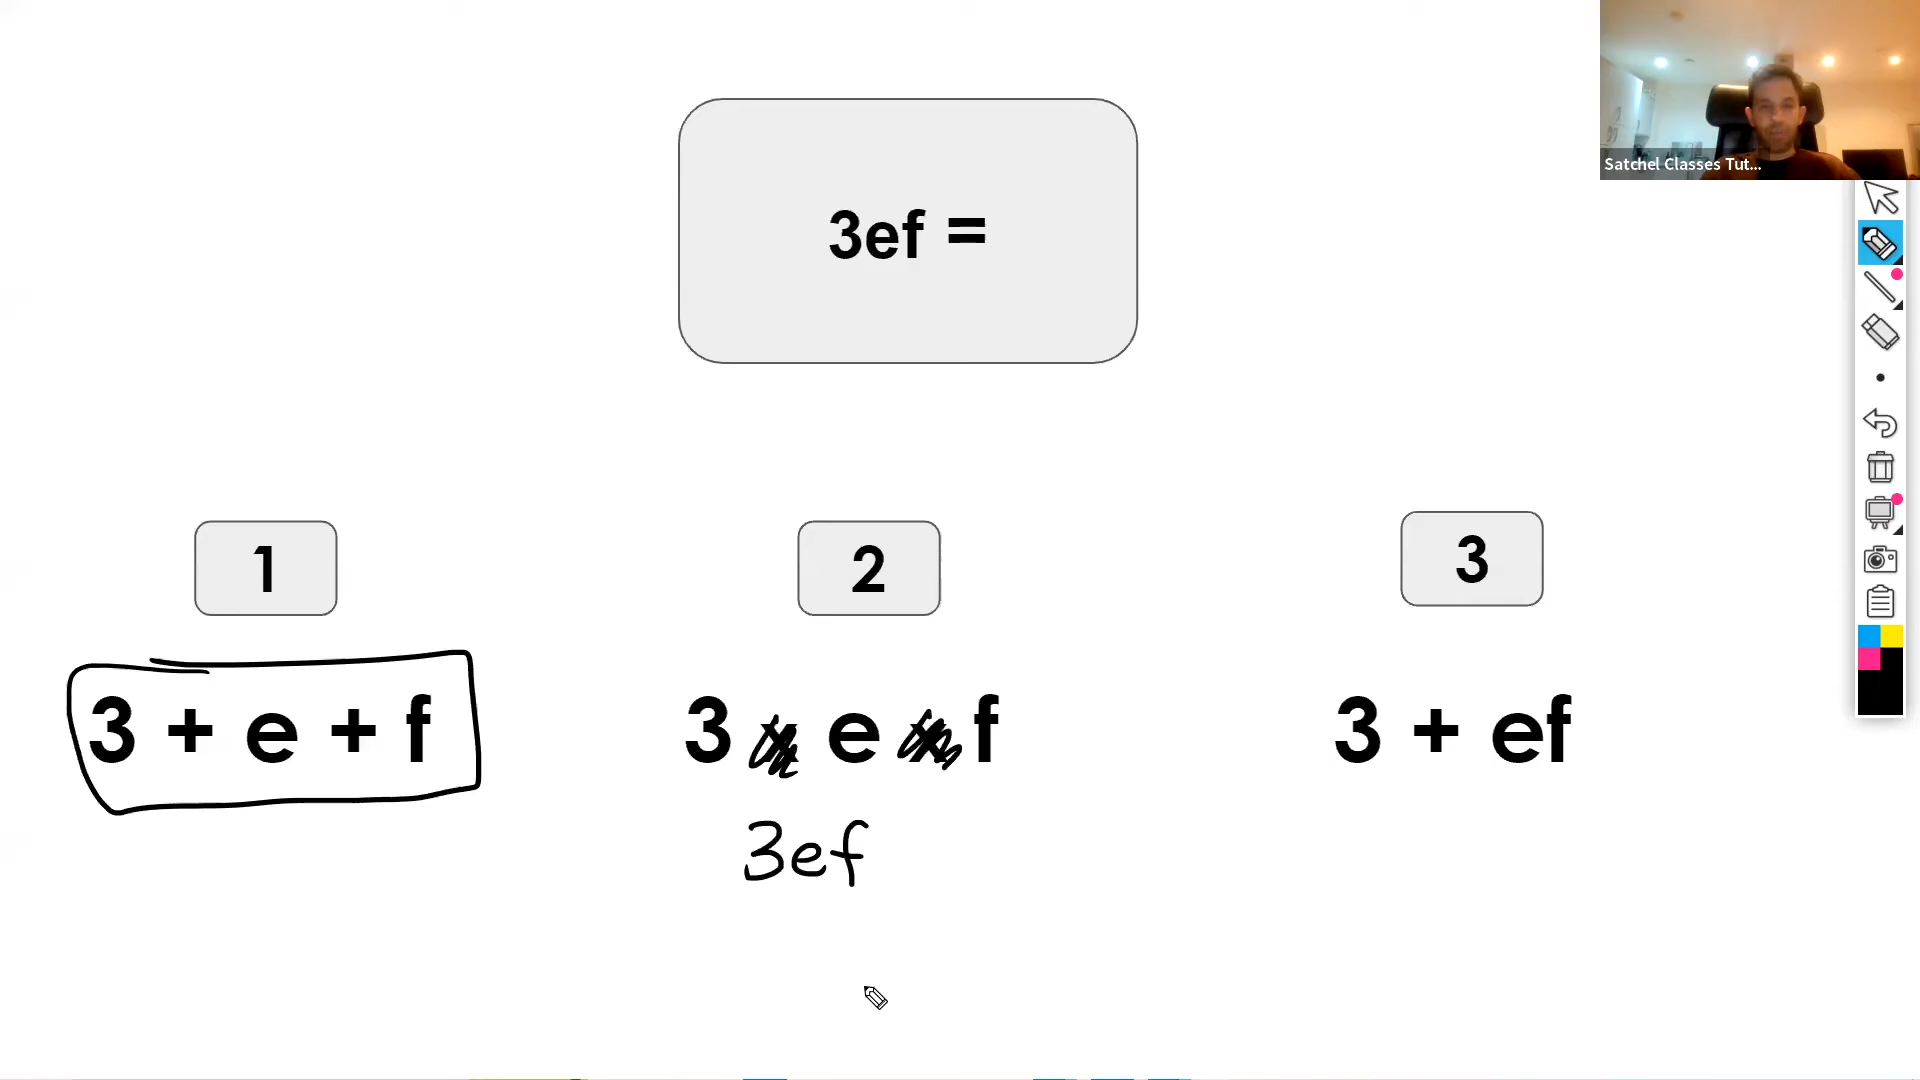 Satchel Classes Tut...
3ef =
1
2
3
3 + e + f
3 e f
3 + ef
3ef